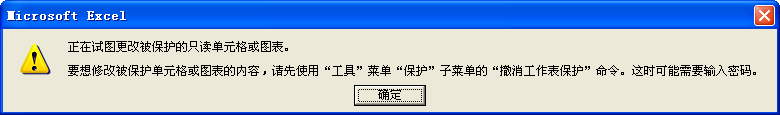 Microsoft Excel
正在试图更改被保护的只读单元格或图表。
要想修改被保护单元格或图表的内容，请先使用“工具”菜单“保护”子菜单的“撤消工作表保护”命令。这时可能需要输入密码。
确定